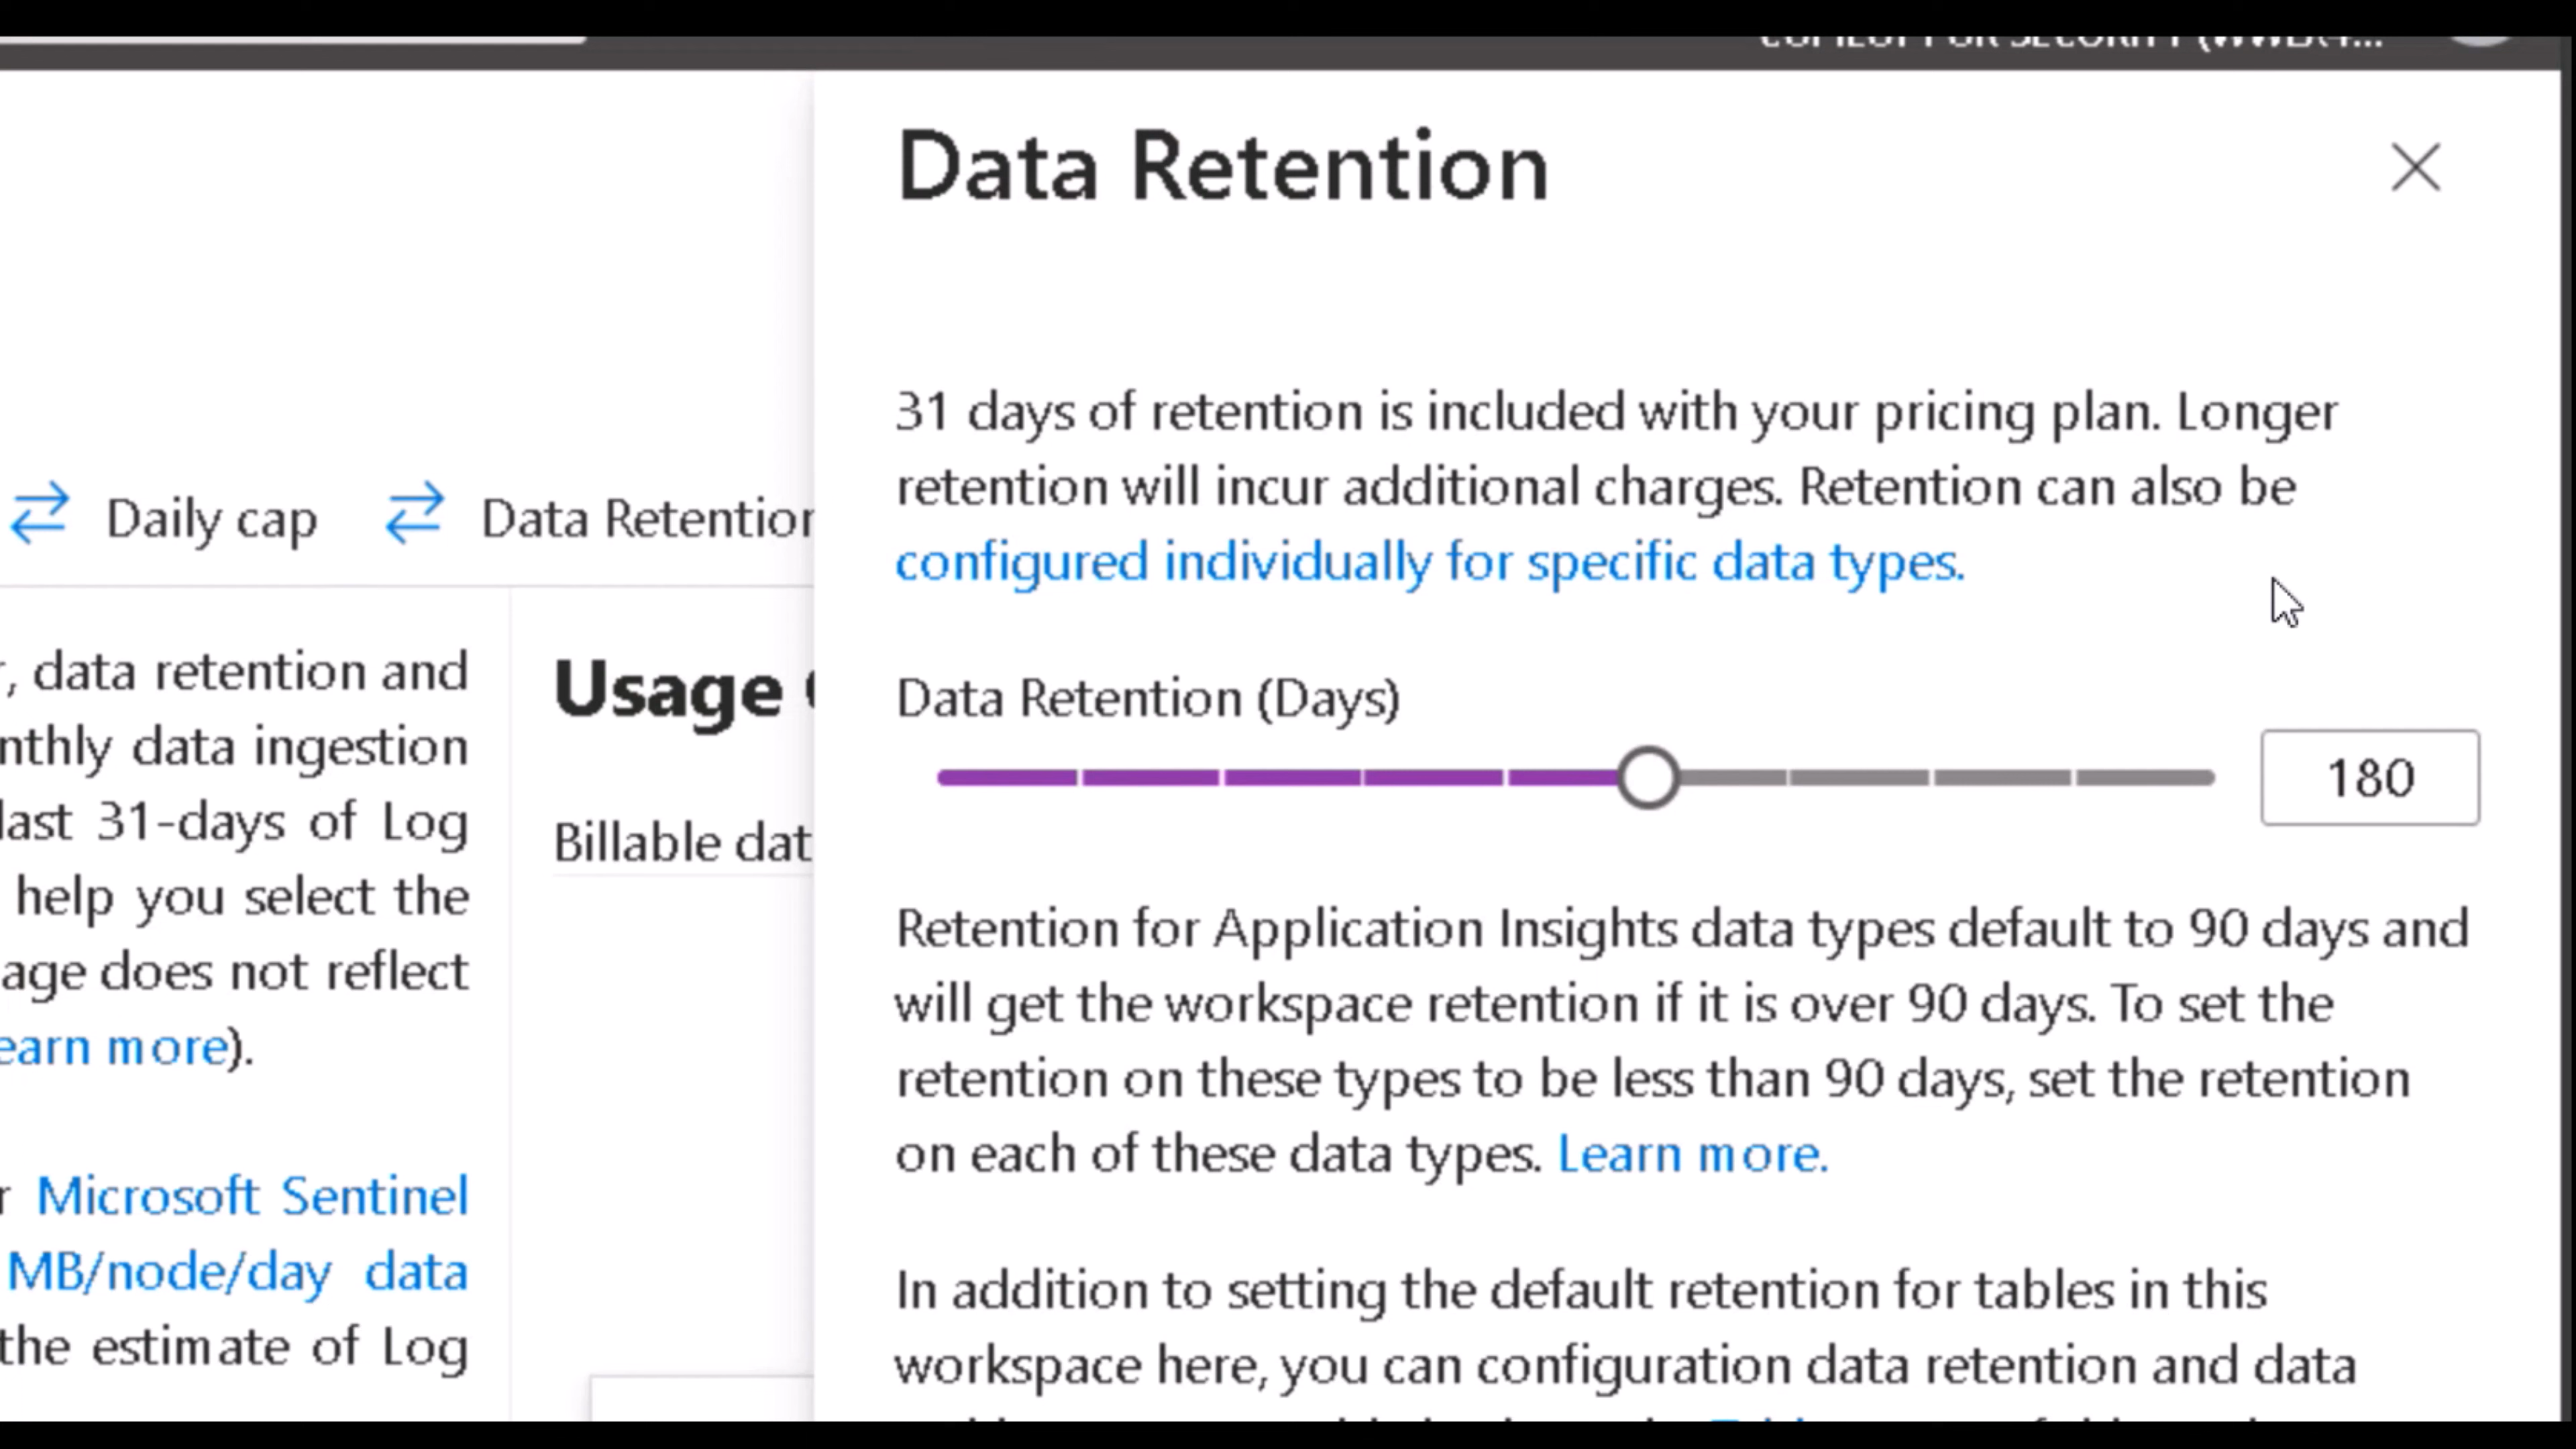 Data Retention
31 days of retention is included with your pricing plan. Longer
retention will incur additional charges. Retention can also be
configured individually for specific data types.
Daily cap
Data Retention
, data retention and
nthly data ingestion
last 31-days of Log
help you select the
age does not reflect
earn more).
r Microsoft Sentinel
MB/node/day data
the estimate of Log
Usage
Billable dat
Data Retention (Days)
180
Retention for Application Insights data types default to 90 days and
will get the workspace retention if it is over 90 days. To set the
retention on these types to be less than 90 days, set the retention
on each of these data types. Learn more.
In addition to setting the default retention for tables in this
workspace here, you can configuration data retention and data